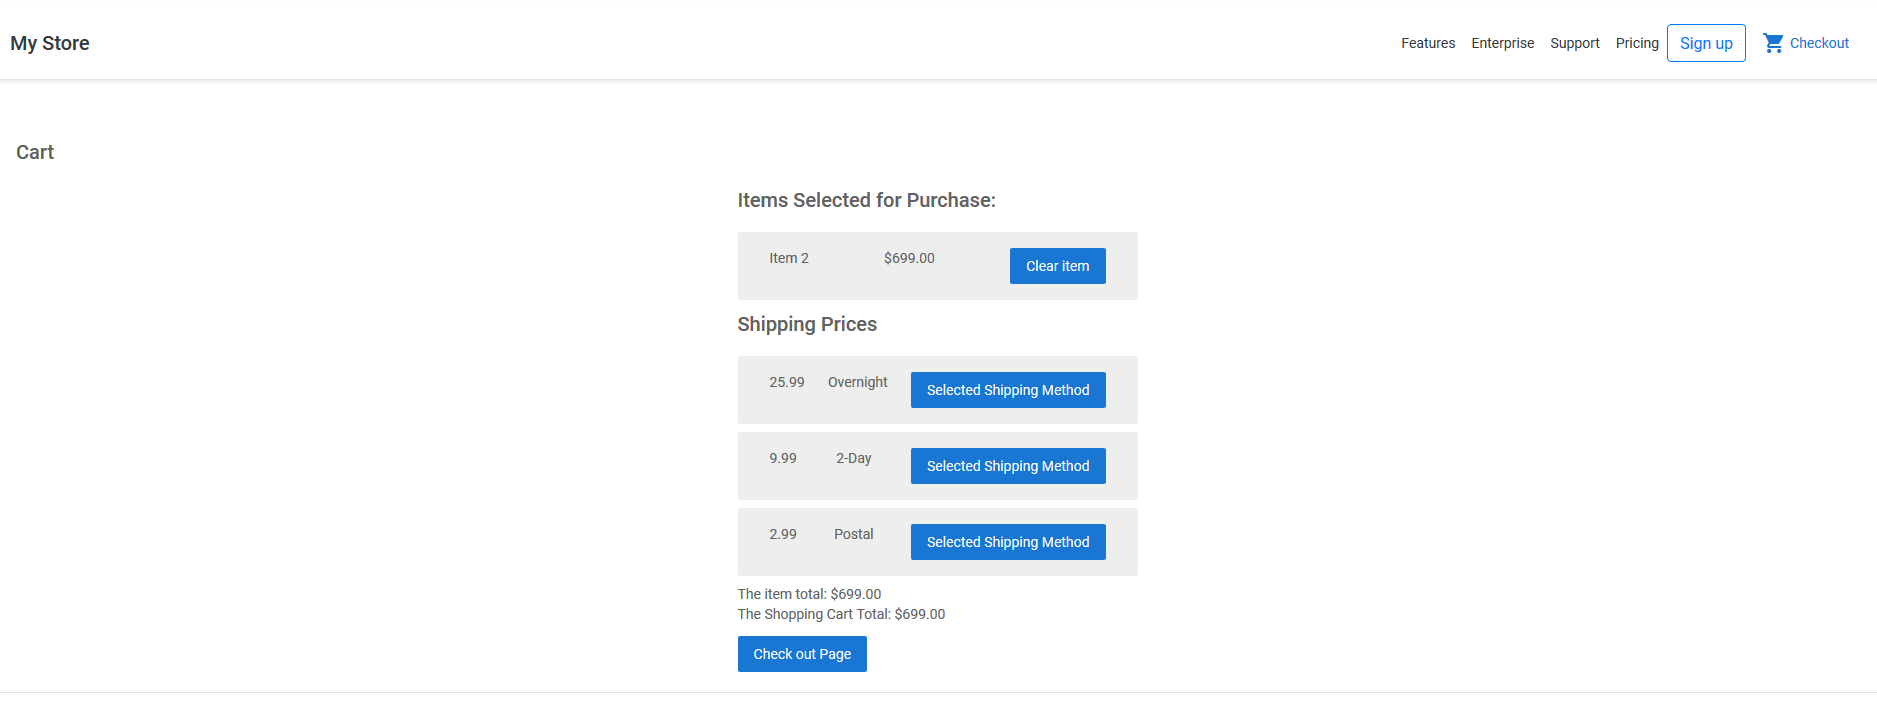 My Store
Features Enterprise Support Pricing Sign up Checkout
Cart
Items Selected for Purchase:
Item 2 $699.00 Clear item
Shipping Prices
25.99 Overnight Selected Shipping Method
9.99 2-Day Selected Shipping Method
2.99 Postal Selected Shipping Method
The item total: $699.00
The Shopping Cart Total: $699.00
Check out Page